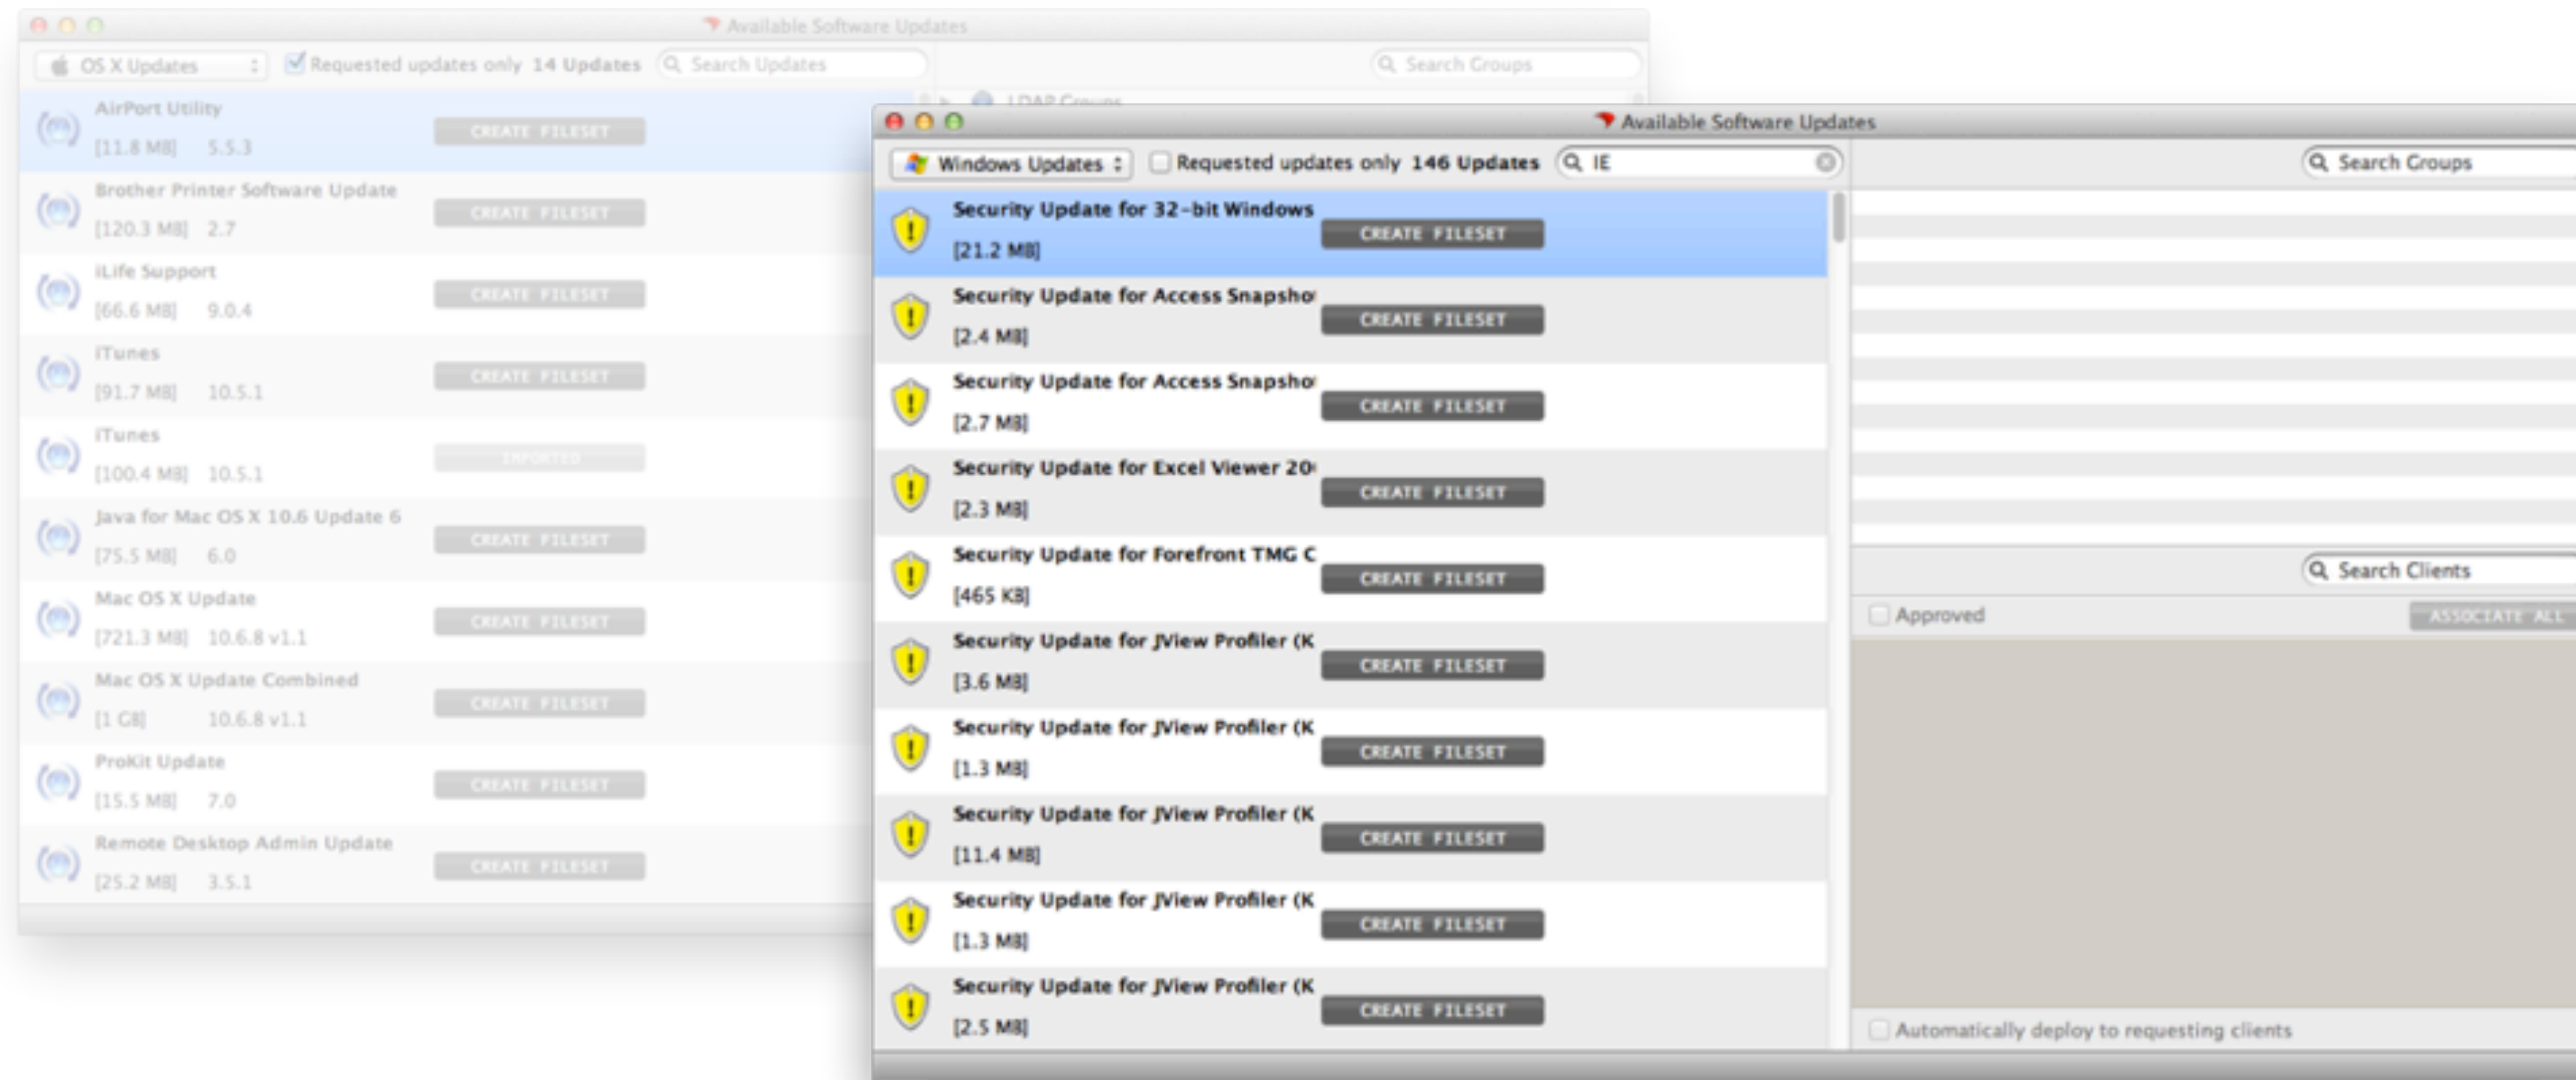 Available Software Updates
OS X Updates Requested updates only 14 Updates Search Updates Search Groups
LDAP Groups
AirPort Utility
CREATE FILESET
[11.8 MB] 5.5.3
Brother Printer Software Update
CREATE FILESET
[120.3 MB] 2.7
iLife Support
CREATE FILESET
[66.6 MB] 9.0.4
iTunes
CREATE FILESET
[91.7 MB] 10.5.1
iTunes
IMPORTED
[100.4 MB] 10.5.1
Java for Mac OS X 10.6 Update 6
CREATE FILESET
[75.5 MB] 6.0
Mac OS X Update
CREATE FILESET
[721.3 MB] 10.6.8 v1.1
Mac OS X Update Combined
CREATE FILESET
[1 GB] 10.6.8 v1.1
ProKit Update
CREATE FILESET
[15.5 MB] 7.0
Remote Desktop Admin Update
CREATE FILESET
[25.2 MB] 3.5.1
Available Software Updates
Windows Updates Requested updates only 146 Updates IE Search Groups
Security Update for 32-bit Windows
CREATE FILESET
[21.2 MB]
Security Update for Access Snapshot
CREATE FILESET
[2.4 MB]
Security Update for Access Snapshot
CREATE FILESET
[2.7 MB]
Security Update for Excel Viewer 20
CREATE FILESET
[2.3 MB]
Security Update for Forefront TMG C
CREATE FILESET
[465 KB]
Security Update for JView Profiler (K
CREATE FILESET
[3.6 MB]
Security Update for JView Profiler (K
CREATE FILESET
[1.3 MB]
Security Update for JView Profiler (K
CREATE FILESET
[11.4 MB]
Security Update for JView Profiler (K
CREATE FILESET
[1.3 MB]
Security Update for JView Profiler (K
CREATE FILESET
[2.5 MB]
Search Clients
Approved ASSOCIATE ALL
Automatically deploy to requesting clients